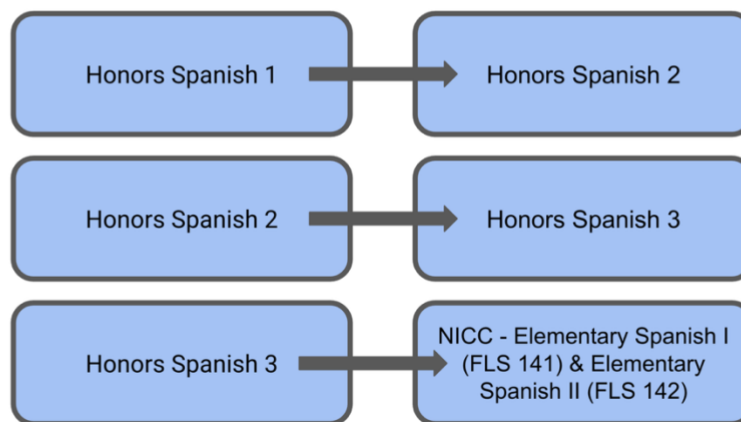 Honors Spanish 1
Honors Spanish 2
Honors Spanish 2
Honors Spanish 3
Honors Spanish 3
NICC - Elementary Spanish I
(FLS 141) & Elementary
Spanish II (FLS 142)